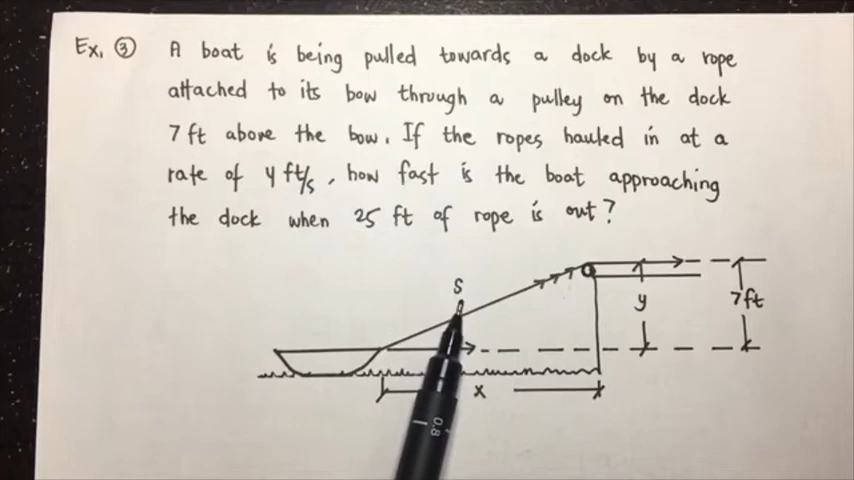 Ex. ③ A boat is being pulled towards a dock by a rope
attached to its bow through a pulley on the dock
7 ft above the bow. If the ropes hauled in at a
rate of 4 ft/s, how fast is the boat approaching
the dock when 25 ft of rope is out?
S
y
7ft
x
0.8